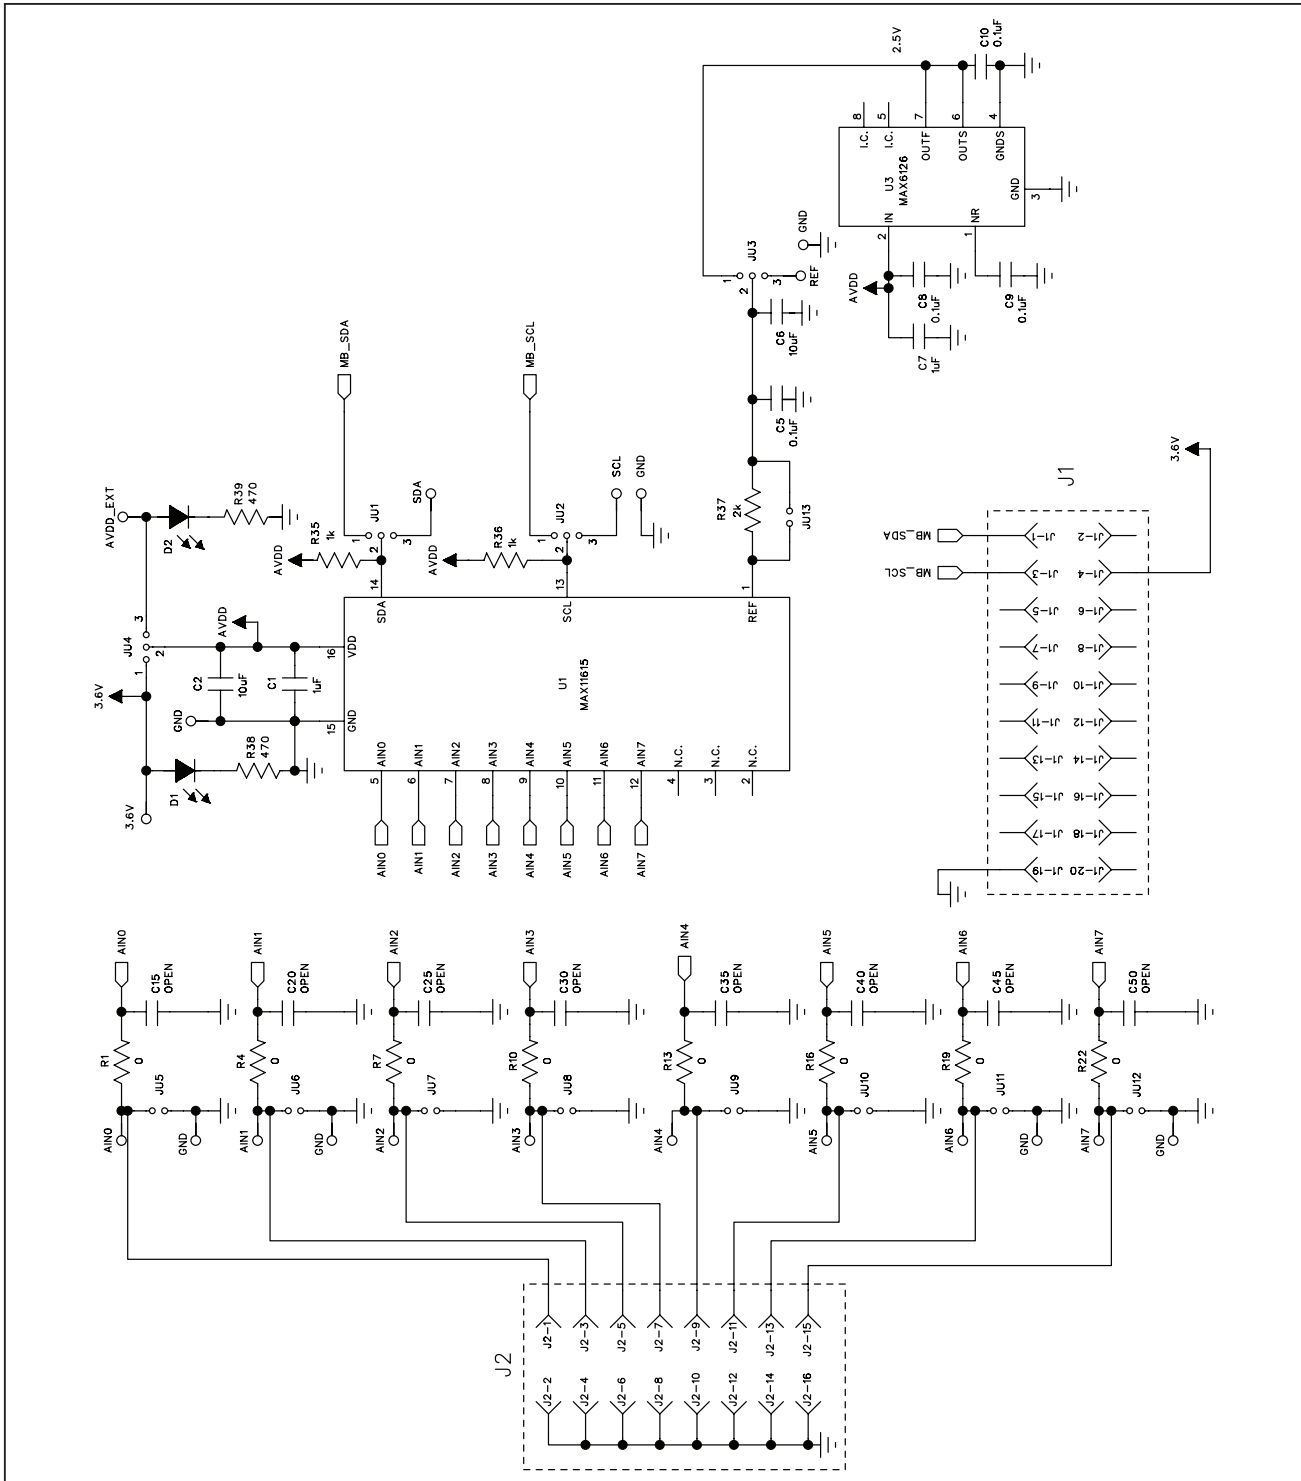 2.5V
C10
0.1uF
8
5
7
6
4
I.C.
I.C.
OUTF
OUTS
GNDS
U3
MAX6126
GND
3
IN
NR
2
1
AVDD
C8
0.1uF
C9
0.1uF
C7
1uF
GND
JU3
1
2
3
REF
C6
10uF
C5
0.1uF
R37
2k
JU13
MB_SDA
MB_SCL
AVDD_EXT
D2
R39
470
AVDD
R35
1k
JU1
1
2
3
SDA
AVDD
R36
1k
JU2
1
2
3
SCL
GND
3
JU4
2
1
3.6V
AVDD
C2
10uF
C1
1uF
GND
D1
R38
470
3.6V
14
13
1
SDA
SCL
REF
16
VDD
15
GND
U1
MAX11615
AIN0
AIN1
AIN2
AIN3
AIN4
AIN5
AIN6
AIN7
N.C.
N.C.
N.C.
5
6
7
8
9
10
11
12
4
3
2
AIN0
AIN1
AIN2
AIN3
AIN4
AIN5
AIN6
AIN7
3.6V
J1
MB_SDA
MB_SCL
J1-1
J1-2
J1-3
J1-4
J1-5
J1-6
J1-7
J1-8
J1-9
J1-10
J1-11
J1-12
J1-13
J1-14
J1-15
J1-16
J1-17
J1-18
J1-19
J1-20
AIN0
C15
OPEN
R1
0
JU5
AIN0
GND
AIN1
C20
OPEN
R4
0
JU6
AIN1
GND
AIN2
C25
OPEN
R7
0
JU7
AIN2
AIN3
C30
OPEN
R10
0
JU8
AIN3
AIN4
C35
OPEN
R13
0
JU9
AIN4
AIN5
C40
OPEN
R16
0
JU10
AIN5
AIN6
C45
OPEN
R19
0
JU11
AIN6
GND
AIN7
C50
OPEN
R22
0
JU12
AIN7
GND
J2
J2-1
J2-3
J2-5
J2-7
J2-9
J2-11
J2-13
J2-15
J2-2
J2-4
J2-6
J2-8
J2-10
J2-12
J2-14
J2-16